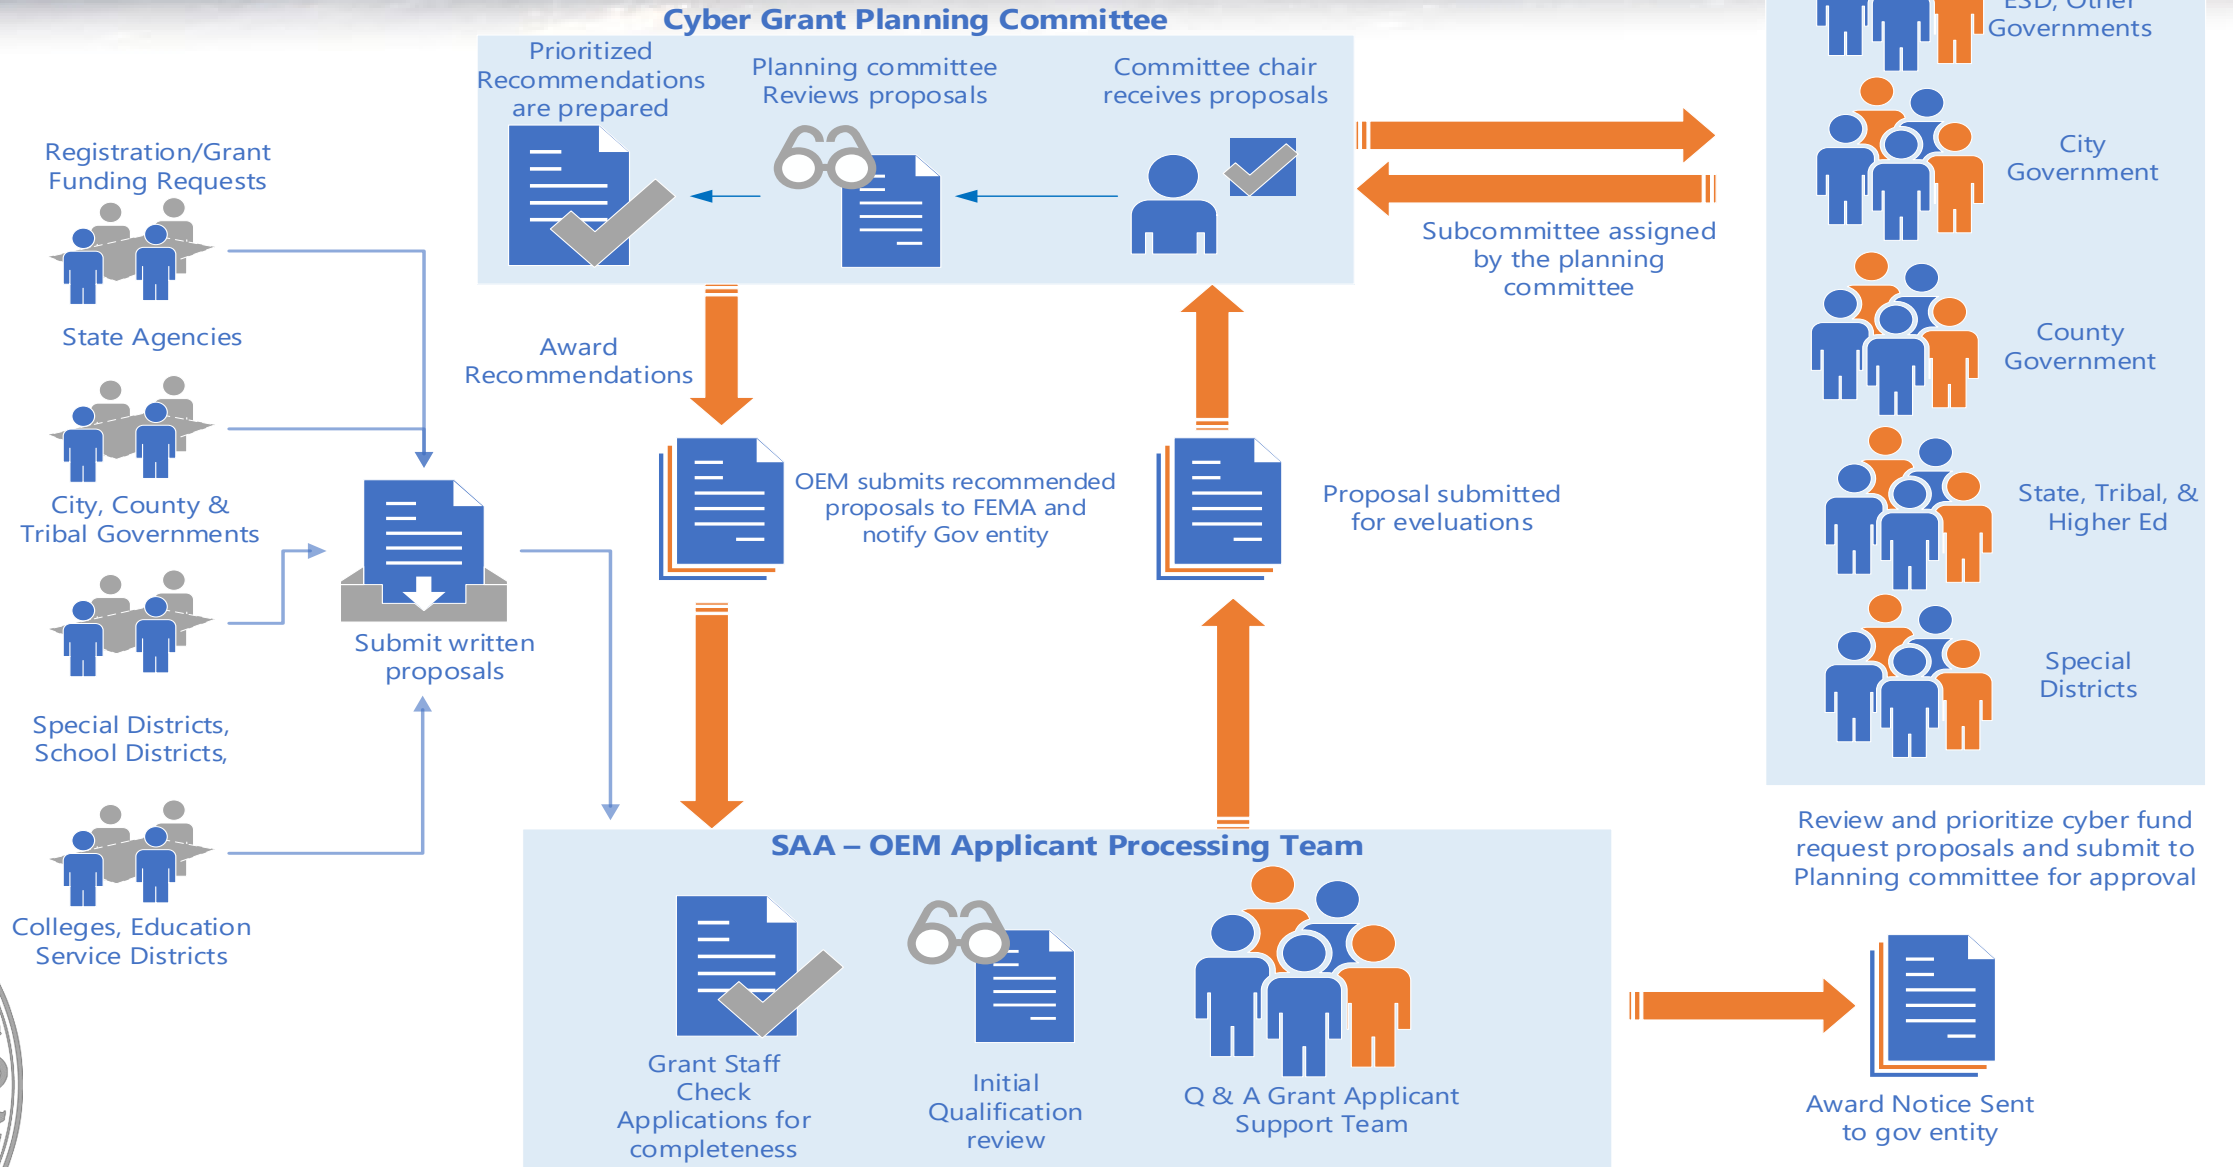 Cyber Grant Planning Committee
Prioritized
Recommendations
are prepared
Planning committee
Reviews proposals
Committee chair
receives proposals
Registration/Grant
Funding Requests
State Agencies
City, County &
Tribal Governments
Special Districts,
School Districts,
Colleges, Education
Service Districts
Submit written
proposals
Award
Recommendations
OEM submits recommended
proposals to FEMA and
notify Gov entity
Proposal submitted
for eveluations
Subcommittee assigned
by the planning
committee
ESD, Other
Governments
City
Government
County
Government
State, Tribal, &
Higher Ed
Special
Districts
Review and prioritize cyber fund
request proposals and submit to
Planning committee for approval
SAA – OEM Applicant Processing Team
Grant Staff
Check
Applications for
completeness
Initial
Qualification
review
Q & A Grant Applicant
Support Team
Award Notice Sent
to gov entity